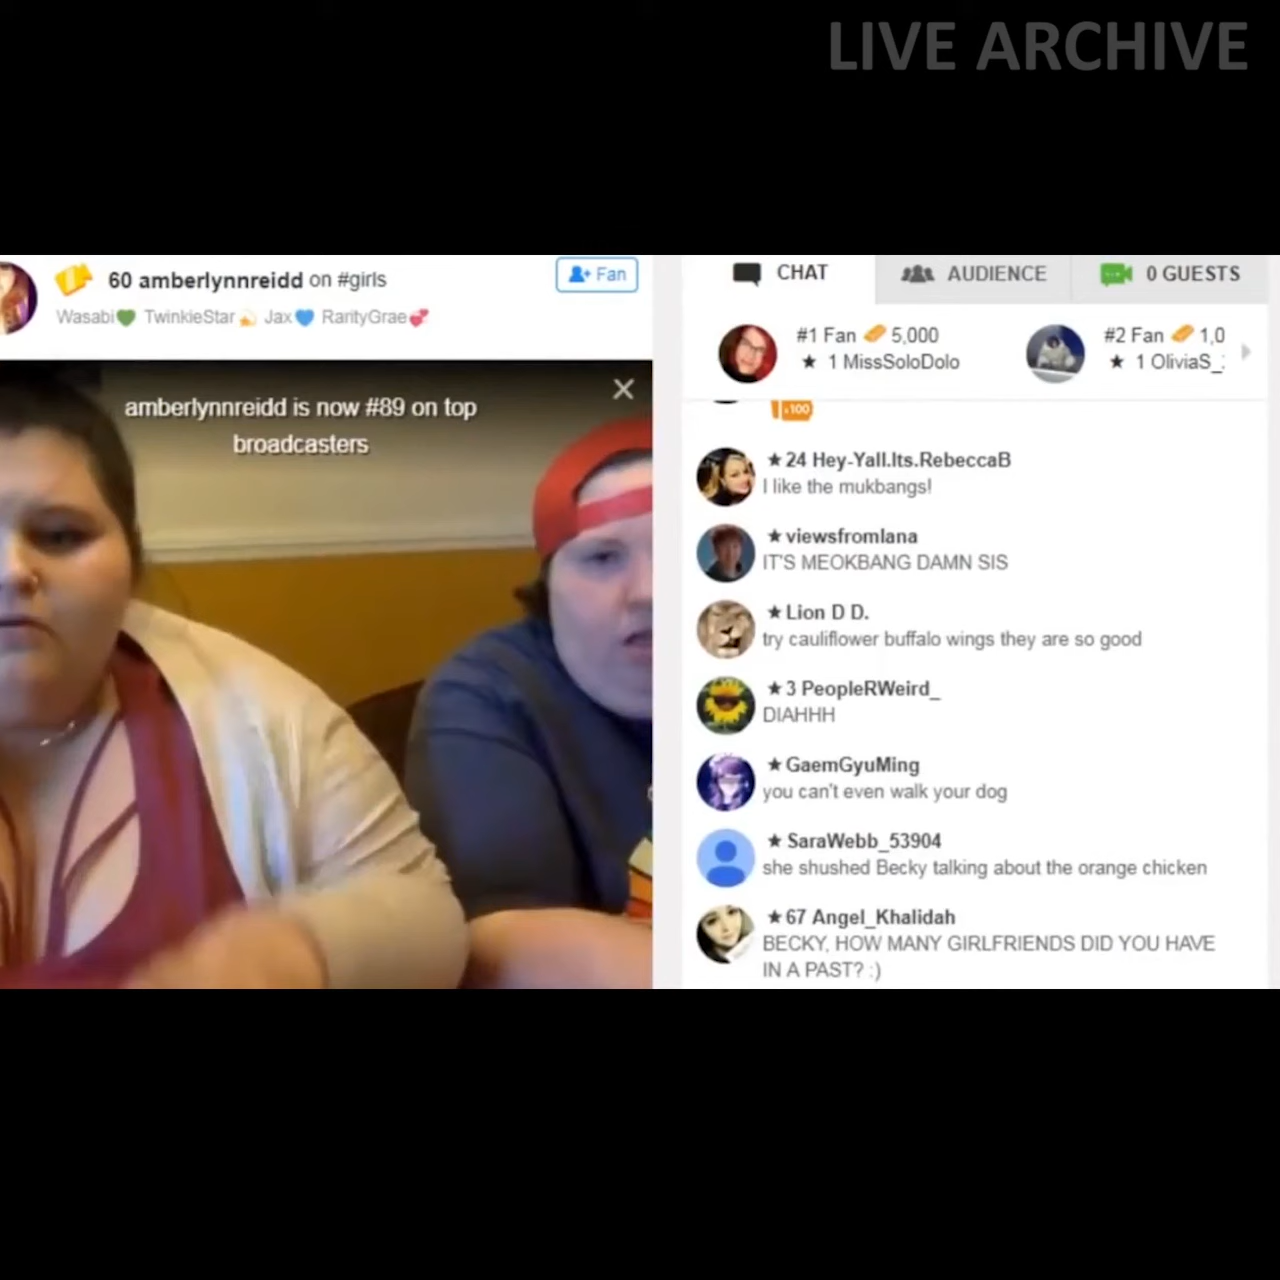 LIVE ARCHIVE
60 amberlynnreidd on #girls
Fan
Wasabi💚 TwinkieStar💫 Jax💙 RarityGrae💞
amberlynnreidd is now #89 on top
broadcasters
CHAT
AUDIENCE
0 GUESTS
#1 Fan 5,000
★ 1 MissSoloDolo
#2 Fan 1,0
★ 1 OliviaS_
x100
★24 Hey-Yall.Its.RebeccaB
I like the mukbangs!
★viewsfromlana
IT'S MEOKBANG DAMN SIS
★Lion D D.
try cauliflower buffalo wings they are so good
★3 PeopleRWeird_
DIAHHH
★GaemGyuMing
you can't even walk your dog
★SaraWebb_53904
she shushed Becky talking about the orange chicken
★67 Angel_Khalidah
BECKY, HOW MANY GIRLFRIENDS DID YOU HAVE
IN A PAST? :)